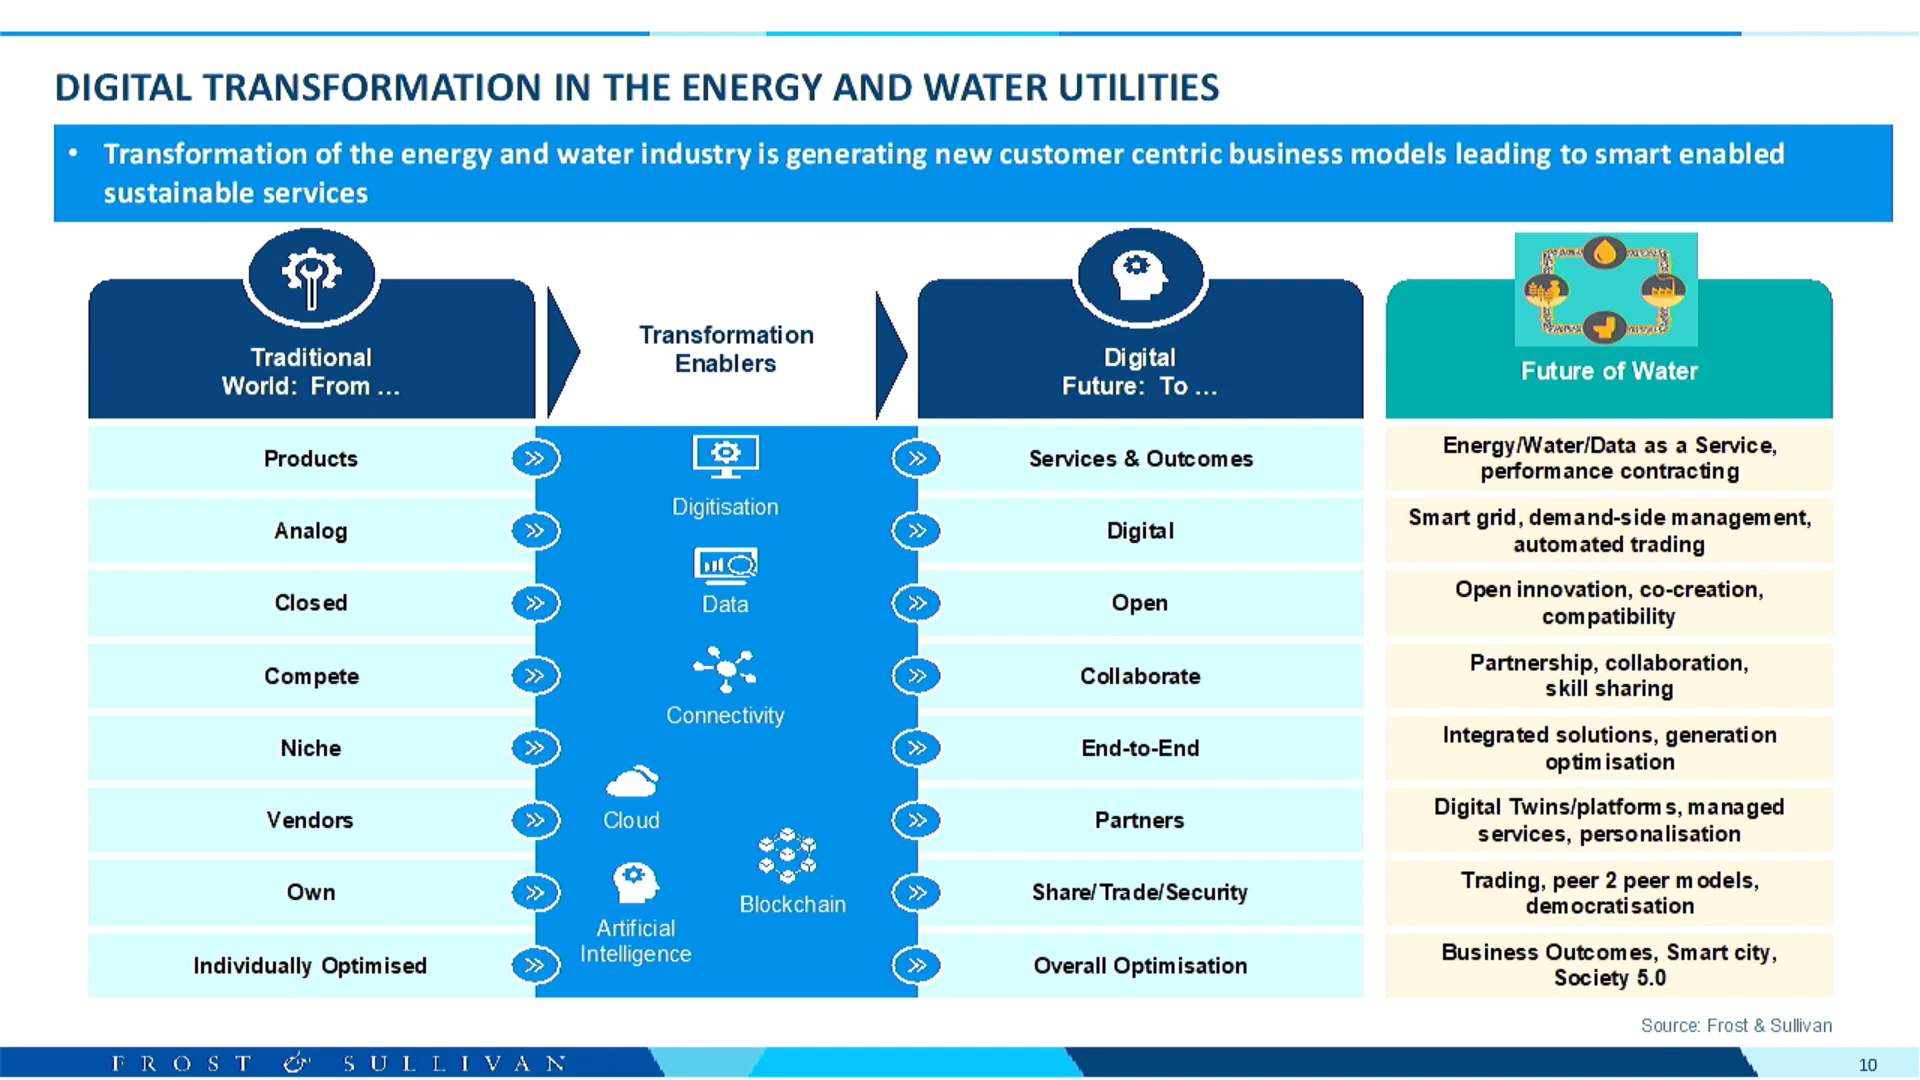 DIGITAL TRANSFORMATION IN THE ENERGY AND WATER UTILITIES
• Transformation of the energy and water industry is generating new customer centric business models leading to smart enabled
sustainable services
Traditional
World: From ...
Transformation
Enablers
Digital
Future: To ...
Future of Water
Products
Services & Outcomes
Energy/Water/Data as a Service,
performance contracting
Analog
Digital
Smart grid, demand-side management,
automated trading
Closed
Open
Open innovation, co-creation,
compatibility
Compete
Collaborate
Partnership, collaboration,
skill sharing
Niche
End-to-End
Integrated solutions, generation
optimisation
Vendors
Partners
Digital Twins/platforms, managed
services, personalisation
Own
Share/Trade/Security
Trading, peer 2 peer models,
democratisation
Individually Optimised
Overall Optimisation
Business Outcomes, Smart city,
Society 5.0
Digitisation
Data
Connectivity
Cloud
Blockchain
Artificial
Intelligence
Source: Frost & Sullivan
FROST & SULLIVAN
10